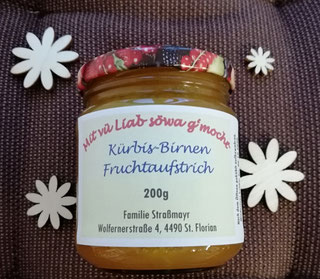 Mit vü Liab söwa g'mocht
Kürbis-Birnen
Fruchtaufstrich
200g
Familie Straßmayr
Wolfernerstraße 4, 4490 St. Florian